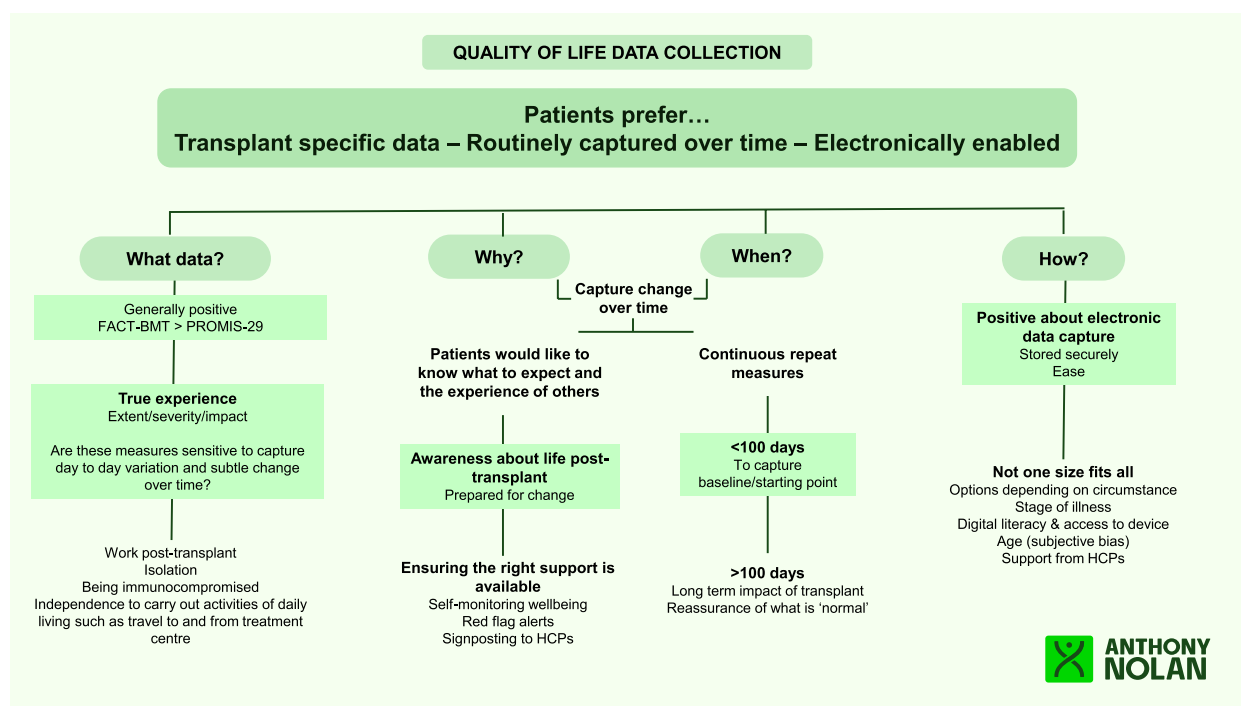 QUALITY OF LIFE DATA COLLECTION
Patients prefer…
Transplant specific data – Routinely captured over time – Electronically enabled
What data?
Generally positive
FACT-BMT > PROMIS-29
True experience
Extent/severity/impact
Are these measures sensitive to capture
day to day variation and subtle change
over time?
Work post-transplant
Isolation
Being immunocompromised
Independence to carry out activities of daily
living such as travel to and from treatment
centre
Why?
When?
Capture change
over time
Patients would like to
know what to expect and
the experience of others
Awareness about life post-
transplant
Prepared for change
Ensuring the right support is
available
Self-monitoring wellbeing
Red flag alerts
Signposting to HCPs
Continuous repeat
measures
<100 days
To capture
baseline/starting point
>100 days
Long term impact of transplant
Reassurance of what is ‘normal’
How?
Positive about electronic
data capture
Stored securely
Ease
Not one size fits all
Options depending on circumstance
Stage of illness
Digital literacy & access to device
Age (subjective bias)
Support from HCPs
ANTHONY
NOLAN